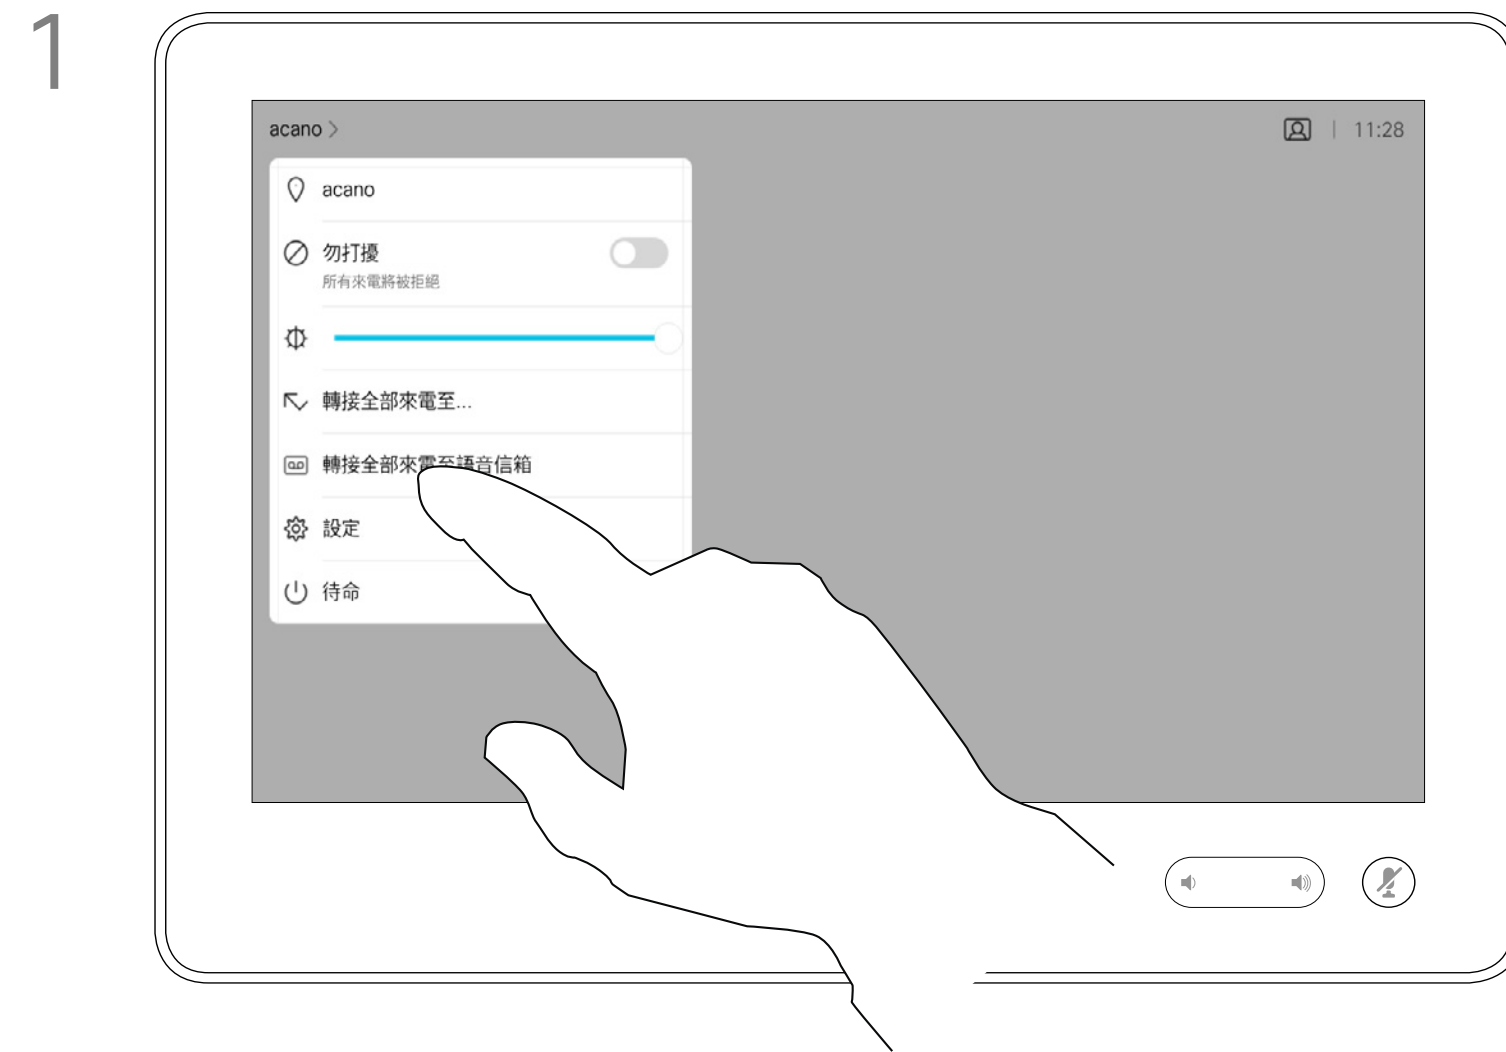 1
acano >
11:28
acano
勿打擾
所有來電將被拒絕
轉接全部來電至...
轉接全部來電至語音信箱
設定
待命